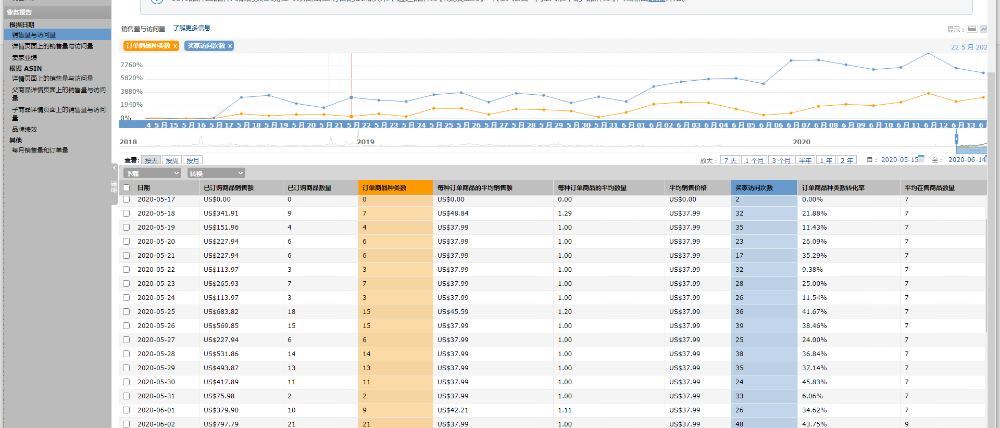 业务报告
根据日期
销售量与访问量
详情页面上的销售量与访问量
卖家业绩
根据 ASIN
详情页面上的销售量与访问量
父商品详情页面上的销售量与访问
量
子商品详情页面上的销售量与访问
量
品牌绩效
其他
每月销售量和订单量
报告
销售量与访问量 了解更多信息
显示：
订单商品种类数 x 买家访问次数 x
22 5 月 202
7760%
5820%
3880%
1940%
0%
.4 5 月 15 5 月 16 5 月 17 5 月 18 5 月 19 5 月 20 5 月 21 5 月 22 5 月 23 5 月 24 5 月 25 5 月 26 5 月 27 5 月 28 5 月 29 5 月 30 5 月 31 6 月 01 6 月 02 6 月 03 6 月 04 6 月 05 6 月 06 6 月 07 6 月 08 6 月 09 6 月 10 6 月 11 6 月 12 6 月 13 6
2018 2019 2020
查看: 按天 按周 按月
放大： 7 天 1 个月 3 个月 半年 1 年 2 年 自： 2020-05-15 至： 2020-06-14
下载 转换
日期 已订购商品销售额 已订购商品数量 订单商品种类数 每种订单商品的平均销售额 每种订单商品的平均数量 平均销售价格 买家访问次数 订单商品种类数转化率 平均在售商品数量
2020-05-17 US$0.00 0 0 US$0.00 0.00 US$0.00 2 0.00% 7
2020-05-18 US$341.91 9 7 US$48.84 1.29 US$37.99 32 21.88% 7
2020-05-19 US$151.96 4 4 US$37.99 1.00 US$37.99 35 11.43% 7
2020-05-20 US$227.94 6 6 US$37.99 1.00 US$37.99 23 26.09% 7
2020-05-21 US$227.94 6 6 US$37.99 1.00 US$37.99 17 35.29% 7
2020-05-22 US$113.97 3 3 US$37.99 1.00 US$37.99 32 9.38% 7
2020-05-23 US$265.93 7 7 US$37.99 1.00 US$37.99 28 25.00% 7
2020-05-24 US$113.97 3 3 US$37.99 1.00 US$37.99 26 11.54% 7
2020-05-25 US$683.82 18 15 US$45.59 1.20 US$37.99 36 41.67% 7
2020-05-26 US$569.85 15 15 US$37.99 1.00 US$37.99 39 38.46% 7
2020-05-27 US$227.94 6 6 US$37.99 1.00 US$37.99 25 24.00% 7
2020-05-28 US$531.86 14 14 US$37.99 1.00 US$37.99 38 36.84% 7
2020-05-29 US$493.87 13 13 US$37.99 1.00 US$37.99 35 37.14% 7
2020-05-30 US$417.89 11 11 US$37.99 1.00 US$37.99 24 45.83% 7
2020-05-31 US$75.98 2 2 US$37.99 1.00 US$37.99 33 6.06% 7
2020-06-01 US$379.90 10 9 US$42.21 1.11 US$37.99 26 34.62% 7
2020-06-02 US$797.79 21 21 US$37.99 1.00 US$37.99 48 43.75% 9